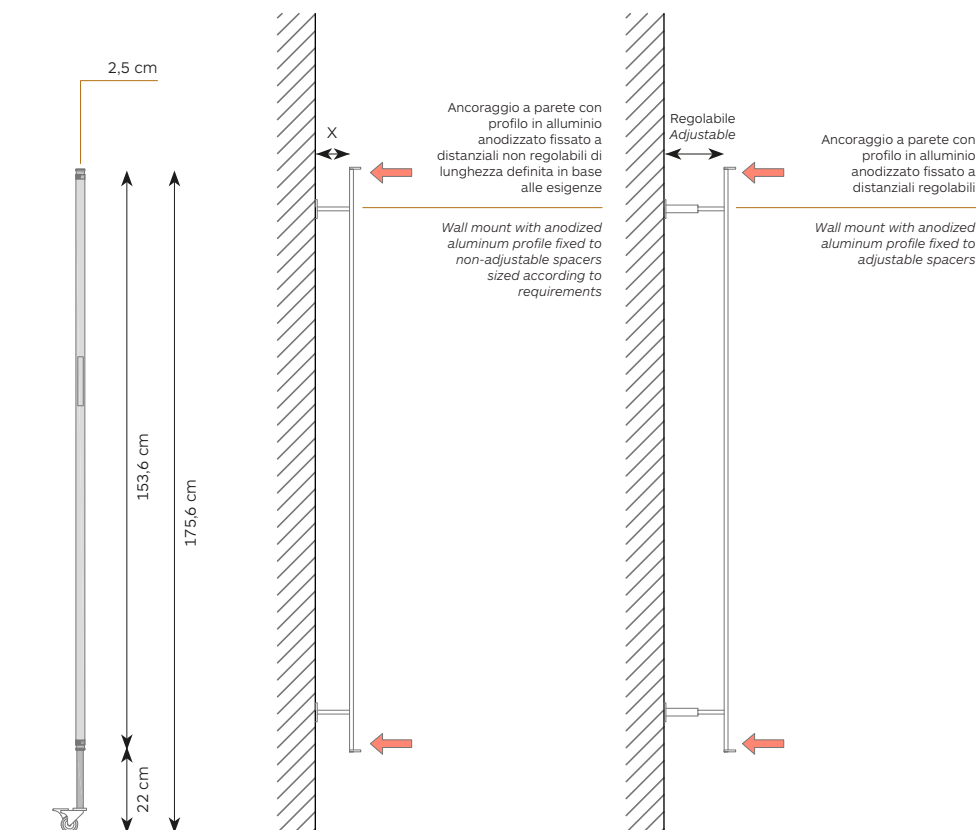 2,5 cm
153,6 cm
175,6 cm
22 cm
X
Ancoraggio a parete con
profilo in alluminio
anodizzato fissato a
distanziali non regolabili di
lunghezza definita in base
alle esigenze
Wall mount with anodized
aluminum profile fixed to
non-adjustable spacers
sized according to
requirements
Regolabile
Adjustable
Ancoraggio a parete con
profilo in alluminio
anodizzato fissato a
distanziali regolabili
Wall mount with anodized
aluminum profile fixed to
adjustable spacers